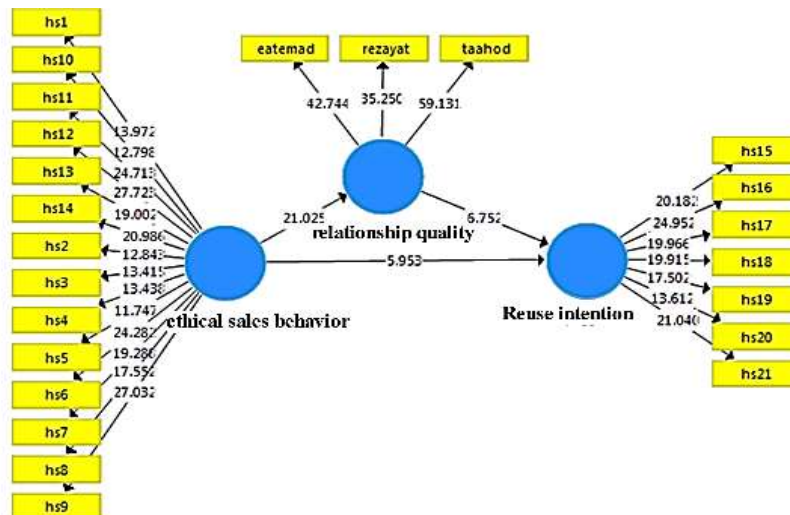 hs1
hs10
hs11
hs12
hs13
hs14
hs2
hs3
hs4
hs5
hs6
hs7
hs8
hs9
13.972
12.798
24.713
27.723
19.002
20.986
12.843
13.415
13.438
11.747
24.282
19.286
17.552
27.032
ethical sales behavior
eatemad
rezayat
taahod
42.744
35.250
59.131
relationship quality
21.025
6.752
5.953
Reuse intention
20.182
24.952
19.966
19.915
17.502
13.612
21.040
hs15
hs16
hs17
hs18
hs19
hs20
hs21